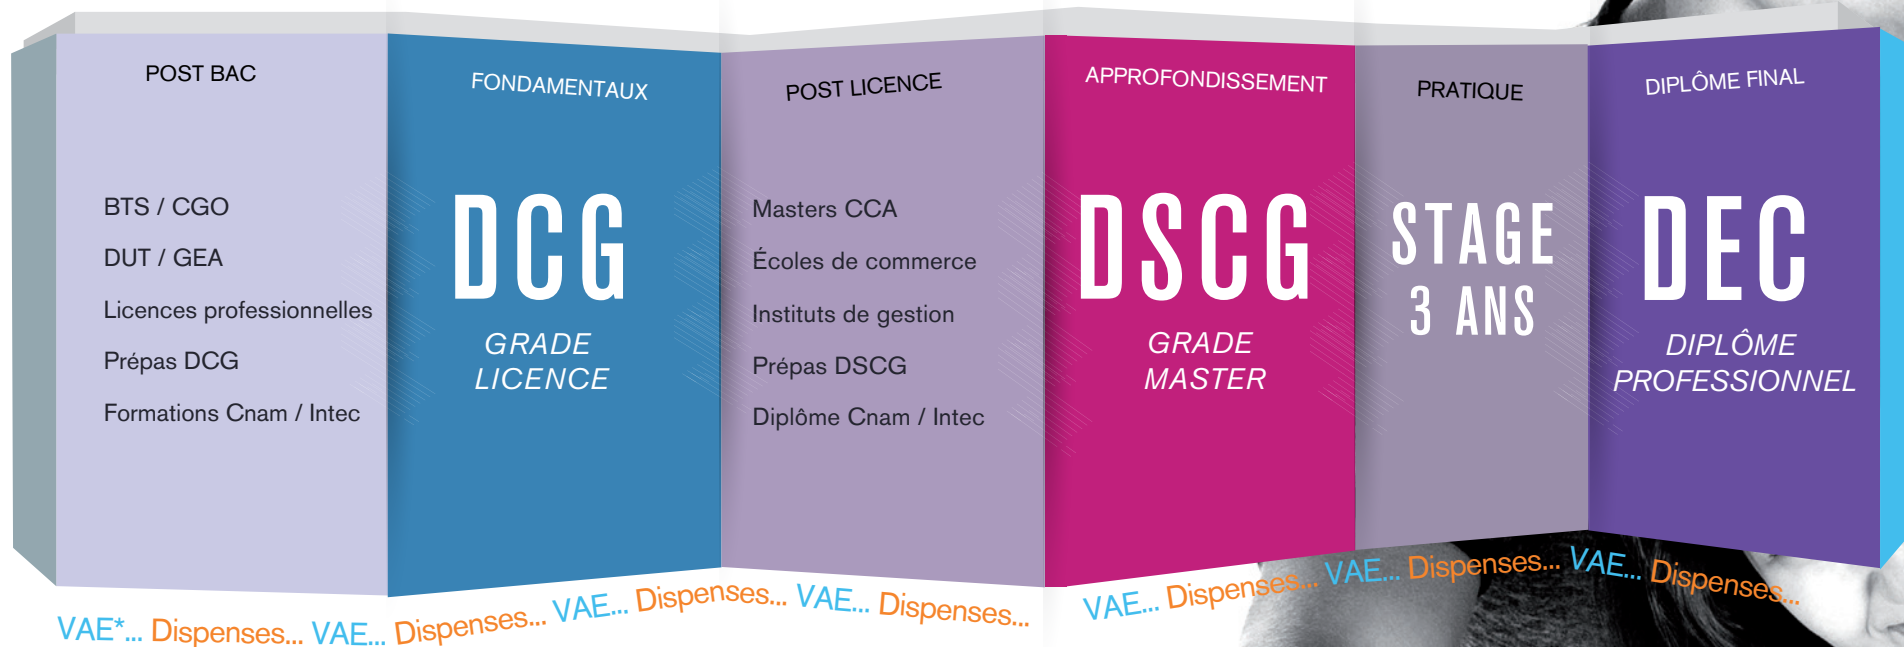 POST BAC
BTS / CGO
DUT / GEA
Licences professionnelles
Prépas DCG
Formations Cnam / Intec
FONDAMENTAUX
DCG
GRADE
LICENCE
POST LICENCE
Masters CCA
Écoles de commerce
Instituts de gestion
Prépas DSCG
Diplôme Cnam / Intec
APPROFONDISSEMENT
DSCG
GRADE
MASTER
PRATIQUE
STAGE
3 ANS
DIPLÔME FINAL
DEC
DIPLÔME
PROFESSIONNEL
VAE*... Dispenses... VAE... Dispenses... VAE... Dispenses... VAE... Dispenses... VAE... Dispenses... VAE... Dispenses... VAE... Dispenses...